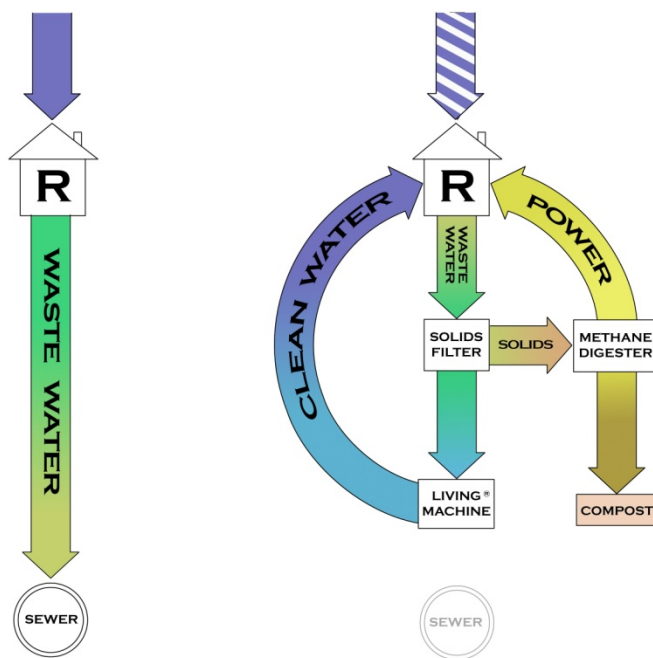 R
WASTE WATER
SEWER
R
WASTE
WATER
CLEAN WATER
POWER
SOLIDS
FILTER
SOLIDS
METHANE
DIGESTER
LIVING®
MACHINE
COMPOST
SEWER